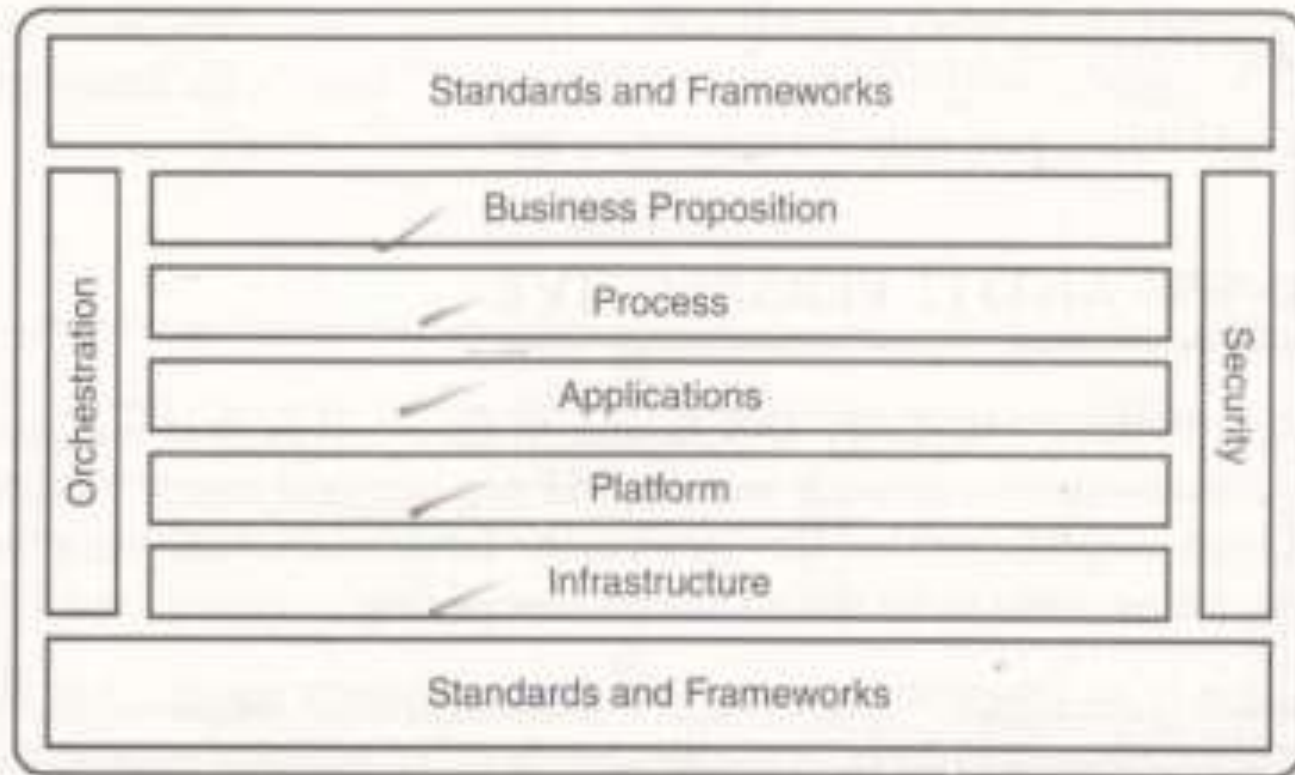 Standards and Frameworks
Business Proposition
Process
Applications
Platform
Infrastructure
Orchestration
Security
Standards and Frameworks